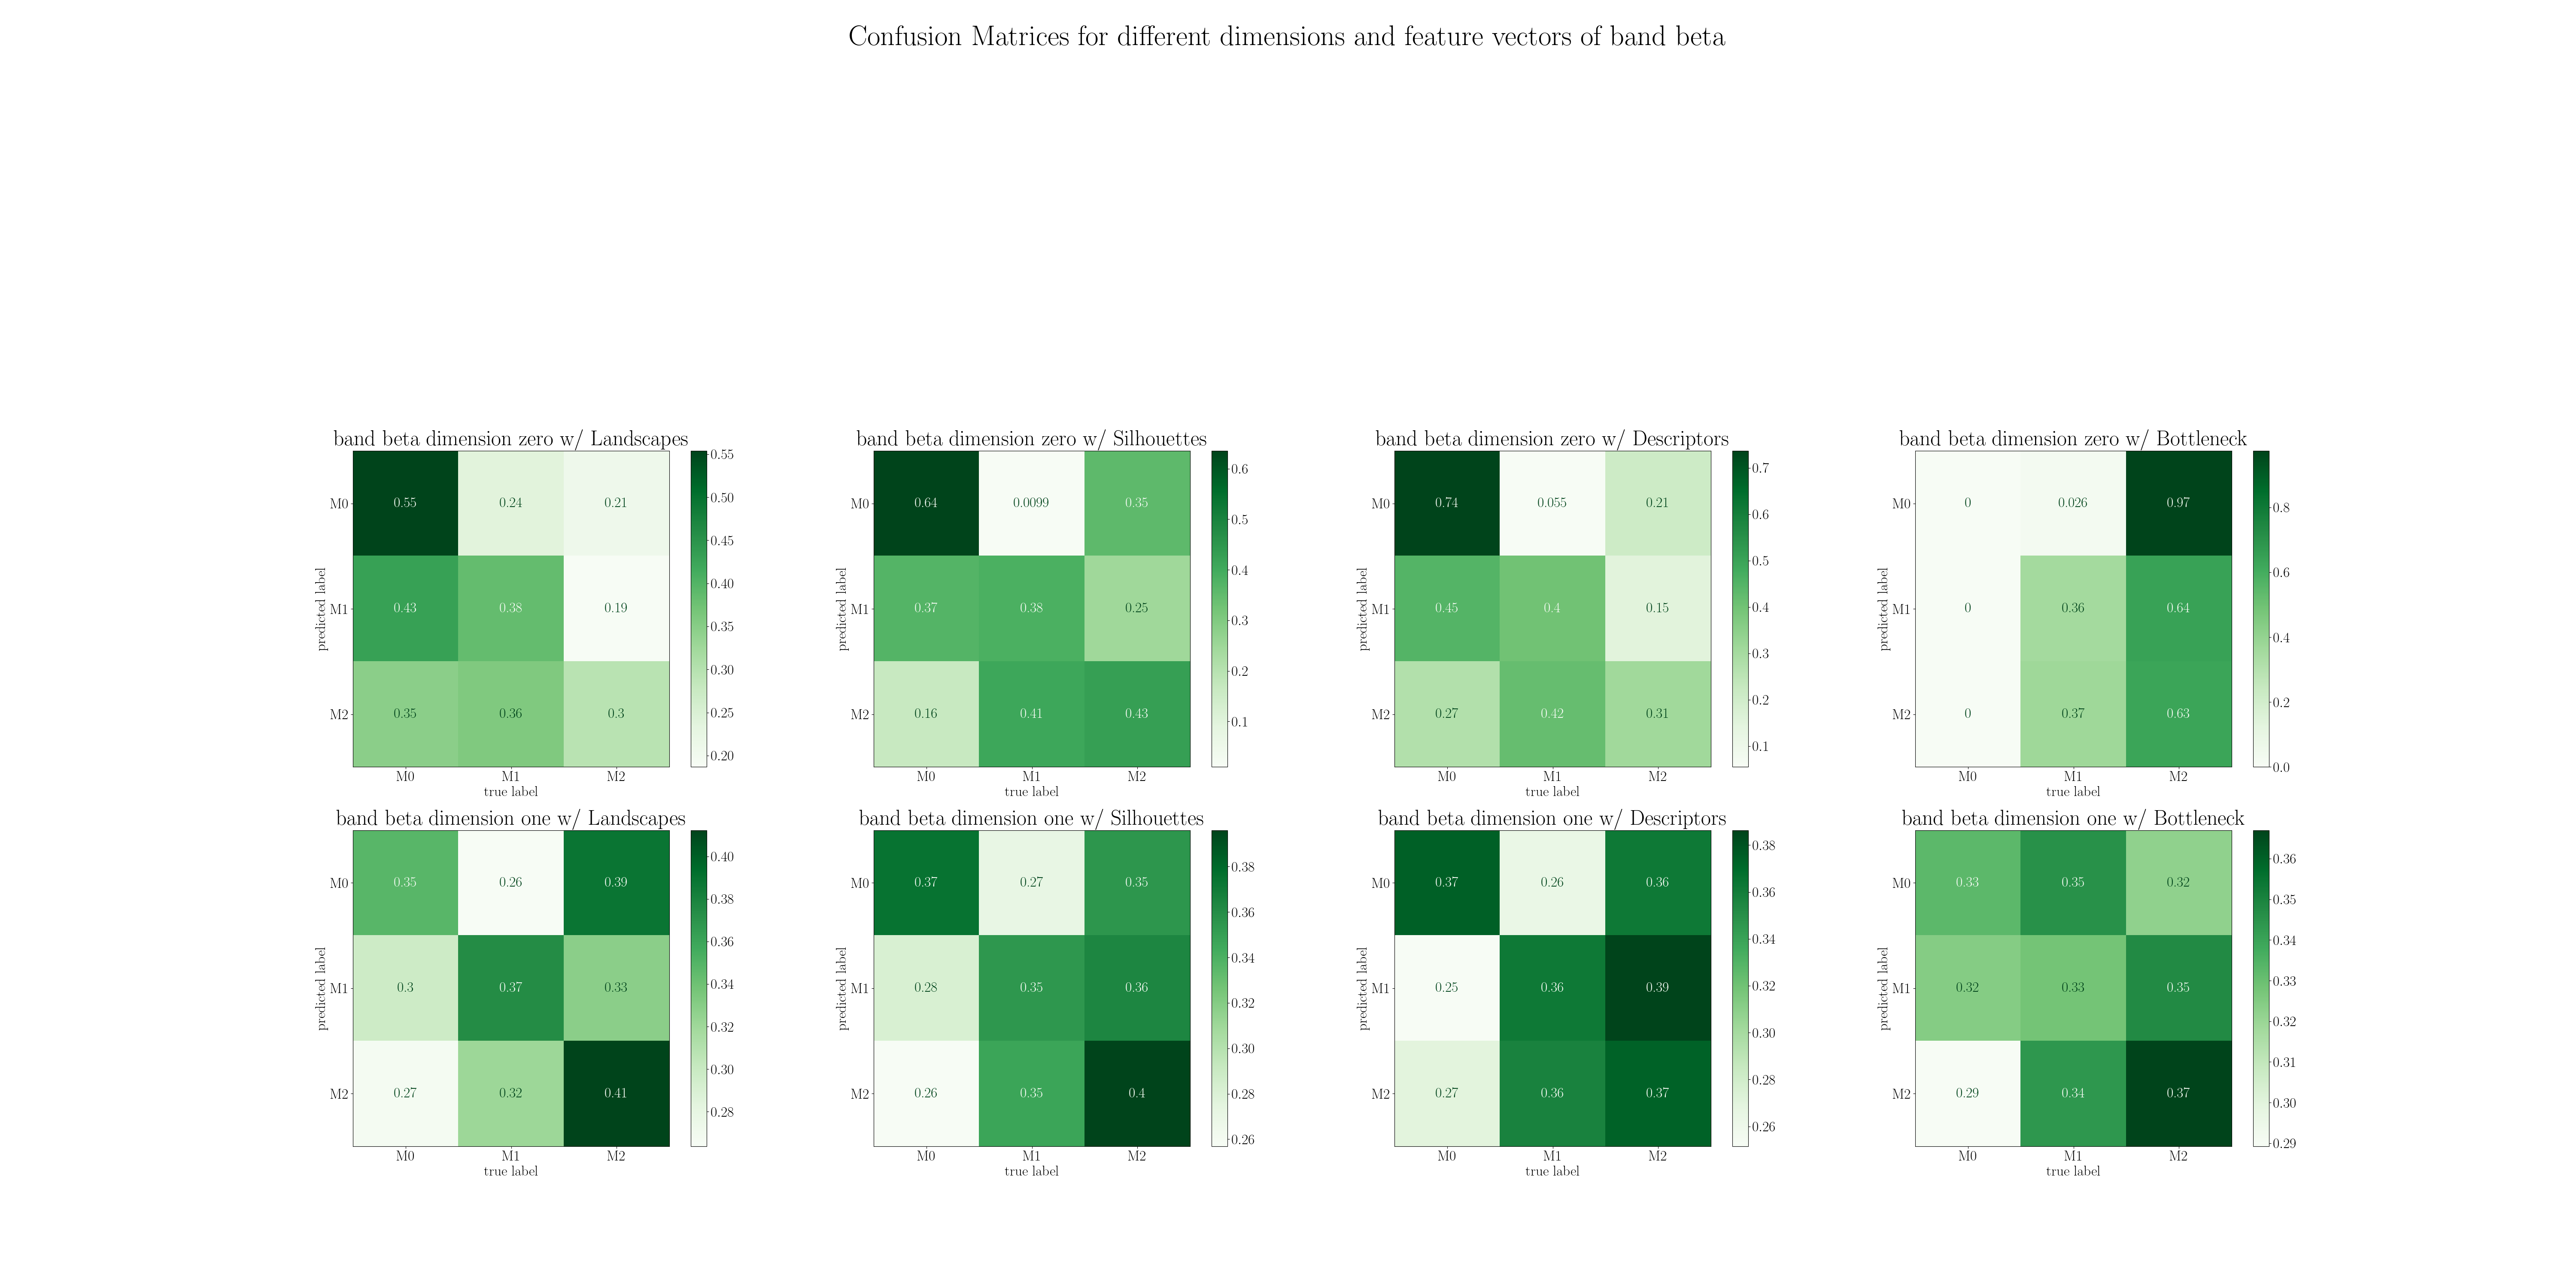 Confusion Matrices for different dimensions and feature vectors of band beta
band beta dimension zero w/ Landscapes
predicted label
M0
M1
M2
0.55 0.24 0.21
0.43 0.38 0.19
0.35 0.36 0.3
M0 M1 M2
true label
0.55
0.50
0.45
0.40
0.35
0.30
0.25
0.20
band beta dimension zero w/ Silhouettes
predicted label
M0
M1
M2
0.64 0.0099 0.35
0.37 0.38 0.25
0.16 0.41 0.43
M0 M1 M2
true label
0.6
0.5
0.4
0.3
0.2
0.1
band beta dimension zero w/ Descriptors
predicted label
M0
M1
M2
0.74 0.055 0.21
0.45 0.4 0.15
0.27 0.42 0.31
M0 M1 M2
true label
0.7
0.6
0.5
0.4
0.3
0.2
0.1
band beta dimension zero w/ Bottleneck
predicted label
M0
M1
M2
0 0.026 0.97
0 0.36 0.64
0 0.37 0.63
M0 M1 M2
true label
0.8
0.6
0.4
0.2
0.0
band beta dimension one w/ Landscapes
predicted label
M0
M1
M2
0.35 0.26 0.39
0.3 0.37 0.33
0.27 0.32 0.41
M0 M1 M2
true label
0.40
0.38
0.36
0.34
0.32
0.30
0.28
band beta dimension one w/ Silhouettes
predicted label
M0
M1
M2
0.37 0.27 0.35
0.28 0.35 0.36
0.26 0.35 0.4
M0 M1 M2
true label
0.38
0.36
0.34
0.32
0.30
0.28
0.26
band beta dimension one w/ Descriptors
predicted label
M0
M1
M2
0.37 0.26 0.36
0.25 0.36 0.39
0.27 0.36 0.37
M0 M1 M2
true label
0.38
0.36
0.34
0.32
0.30
0.28
0.26
band beta dimension one w/ Bottleneck
predicted label
M0
M1
M2
0.33 0.35 0.32
0.32 0.33 0.35
0.29 0.34 0.37
M0 M1 M2
true label
0.36
0.35
0.34
0.33
0.32
0.31
0.30
0.29